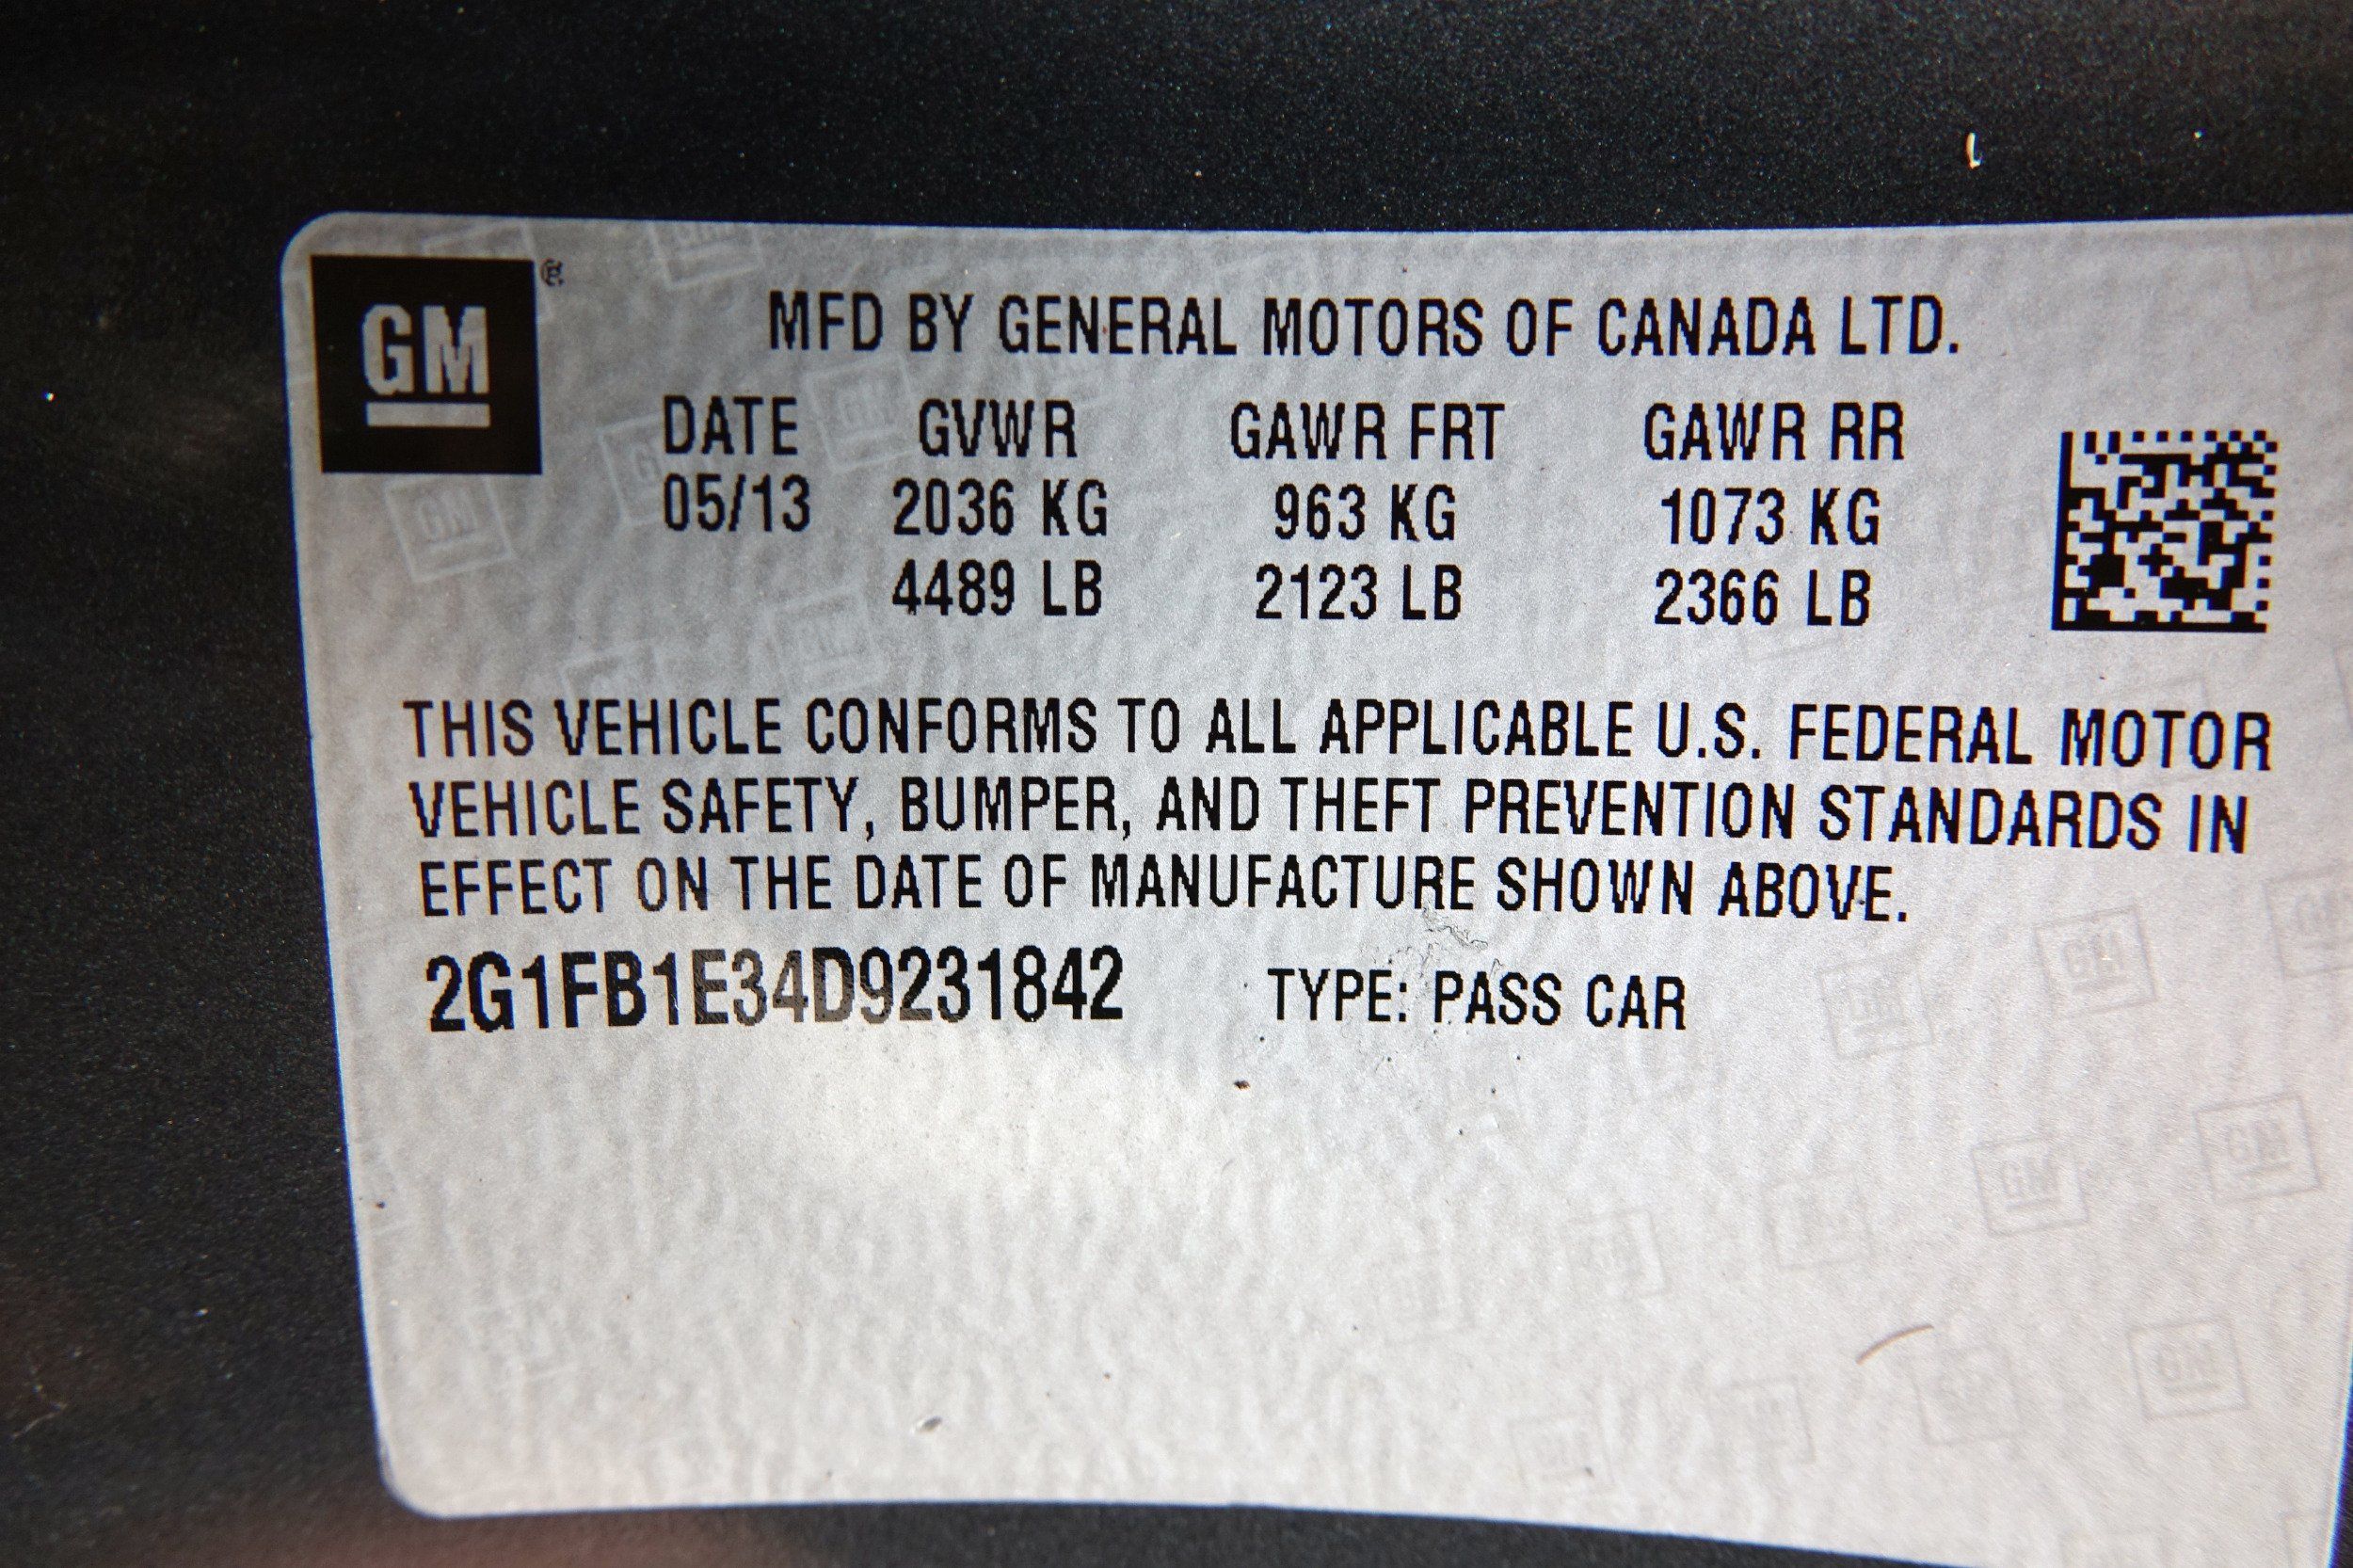 GM®
MFD BY GENERAL MOTORS OF CANADA LTD.
DATE GVWR GAWR FRT GAWR RR
05/13 2036 KG 963 KG 1073 KG
4489 LB 2123 LB 2366 LB
THIS VEHICLE CONFORMS TO ALL APPLICABLE U.S. FEDERAL MOTOR
VEHICLE SAFETY, BUMPER, AND THEFT PREVENTION STANDARDS IN
EFFECT ON THE DATE OF MANUFACTURE SHOWN ABOVE.
2G1FB1E34D9231842 TYPE: PASS CAR